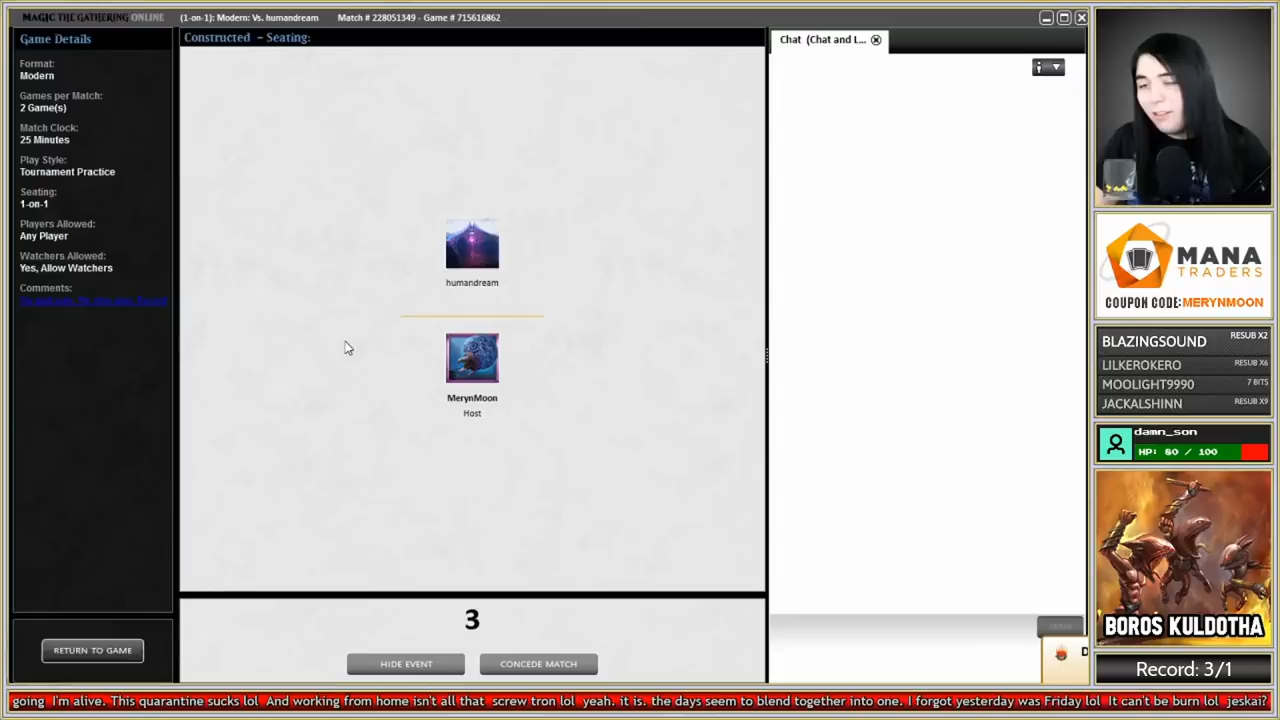 MAGIC THE GATHERING ONLINE
(1-on-1): Modern: Vs. humandream
Match # 228051349 - Game # 715616862
Game Details
Format:
Modern
Games per Match:
2 Game(s)
Match Clock:
25 Minutes
Play Style:
Tournament Practice
Seating:
1-on-1
Players Allowed:
Any Player
Watchers Allowed:
Yes, Allow Watchers
Comments:
RETURN TO GAME
Constructed - Seating:
humandream
MerynMoon
Host
3
HIDE EVENT
CONCEDE MATCH
Chat (Chat and L...
D
MANA
TRADERS
COUPON CODE:MERYNMOON
BLAZINGSOUND RESUB X2
LILKEROKERO RESUB X6
MOOLIGHT9990 7 BITS
JACKALSHINN RESUB X9
damn_son
HP: 80 / 100
BOROS KULDOTHA
Record: 3/1
going I'm alive. This quarantine sucks lol And working from home isn't all that screw tron lol yeah. it is. the days seem to blend together into one. I forgot yesterday was Friday lol It can't be burn lol jeskai?